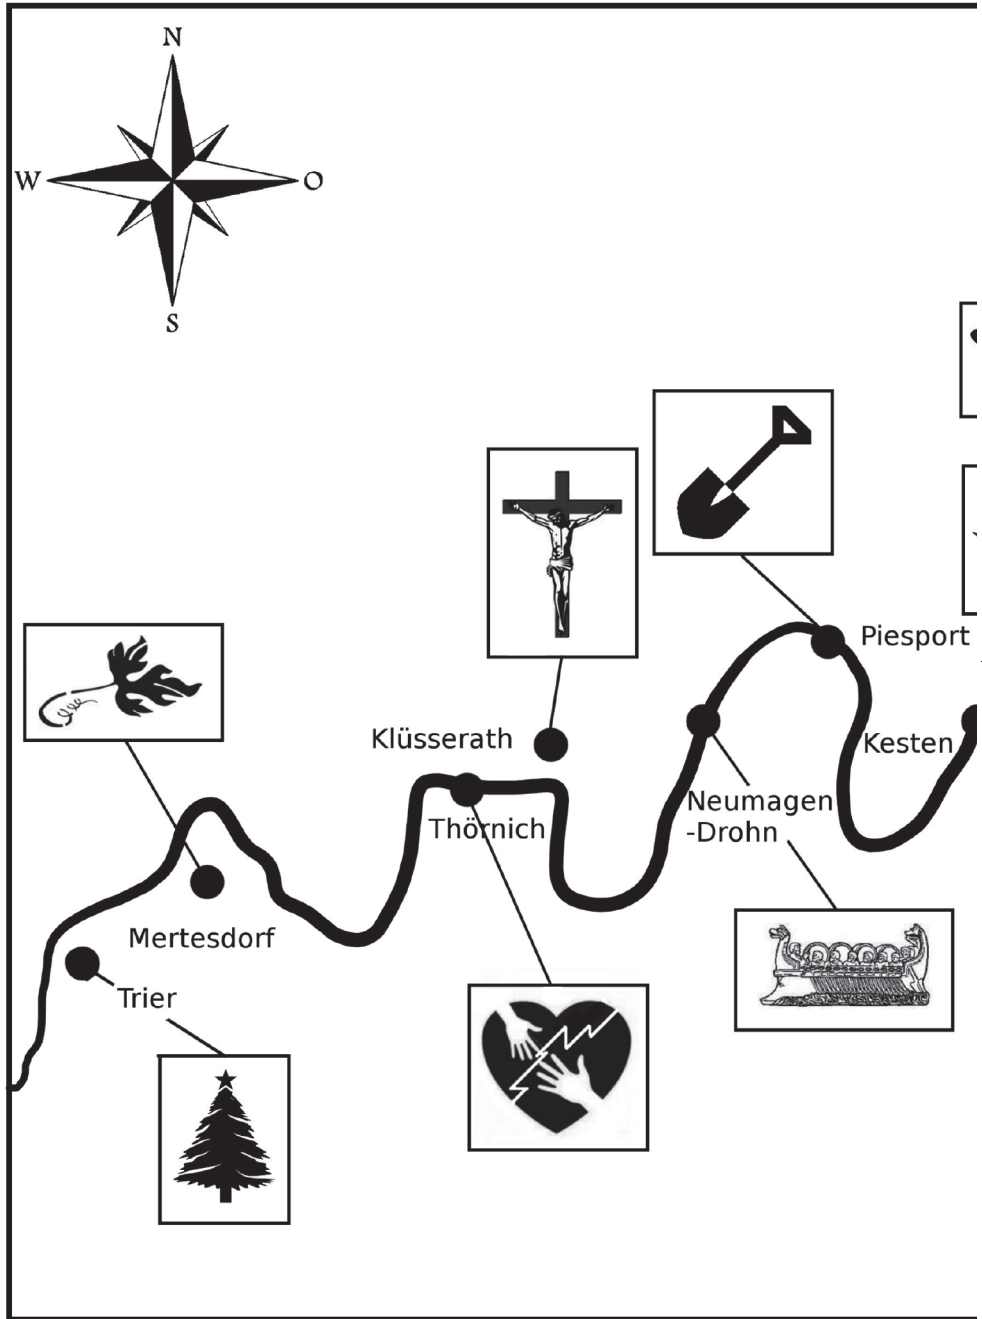 N
W
O
S
Piesport
Klüsserath
Kesten
Neumagen
-Drohn
Thörnich
Mertesdorf
Trier